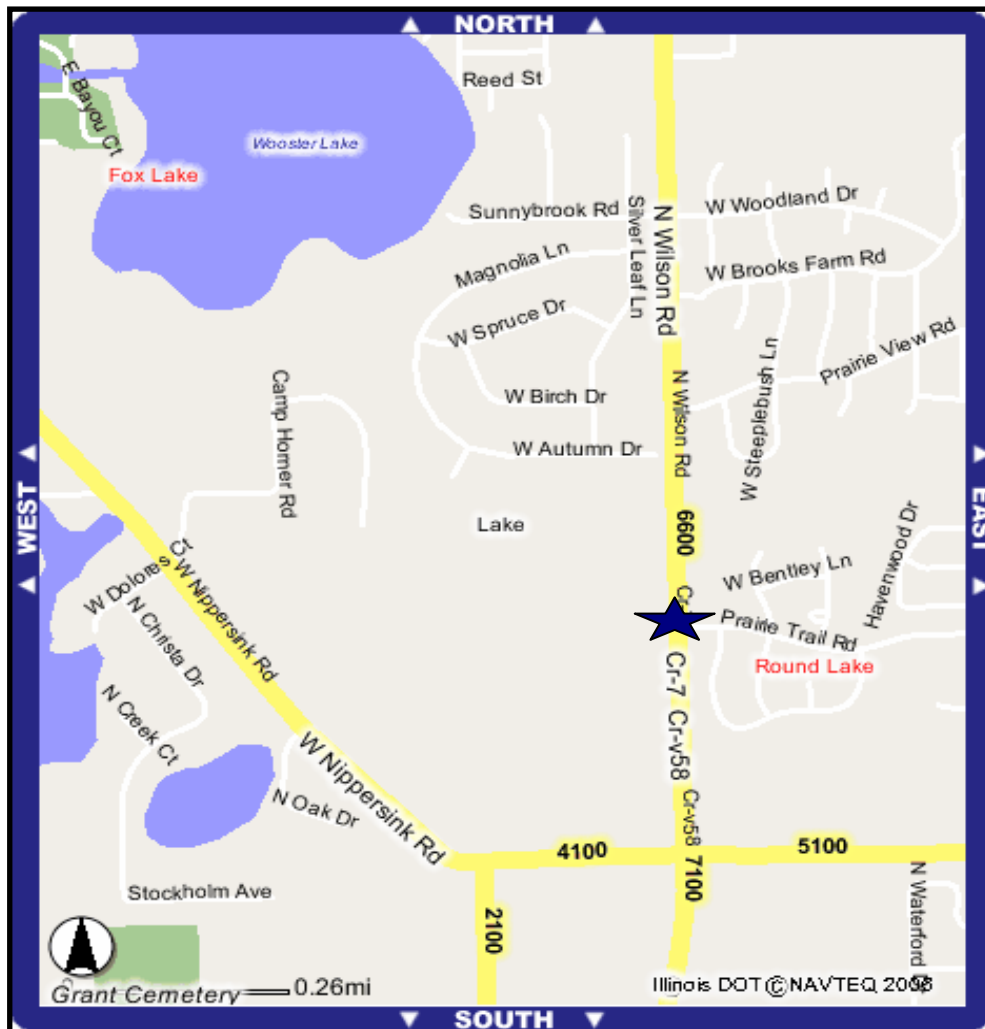 NORTH
Reed St
E Bayou Ct
Wooster Lake
Fox Lake
Sunnybrook Rd
Silver Leaf Ln
N Wilson Rd
W Woodland Dr
Magnolia Ln
W Brooks Farm Rd
W Spruce Dr
Prairie View Rd
W Steeplebush Ln
Camp Horner Rd
W Birch Dr
N Wilson Rd
W Autumn Dr
WEST
EAST
Lake
6600
Havenwood Dr
W Dolores Ct
W Nippersink Rd
W Bentley Ln
N Christa Dr
Prairie Trail Rd
Cr-7
Round Lake
N Creek Ct
Cr-v58
W Nippersink Rd
N Oak Dr
Cr-v58
4100
5100
7100
Stockholm Ave
2100
N Waterford
0.26mi
Grant Cemetery
Illinois DOT © NAVTEQ 2008
SOUTH